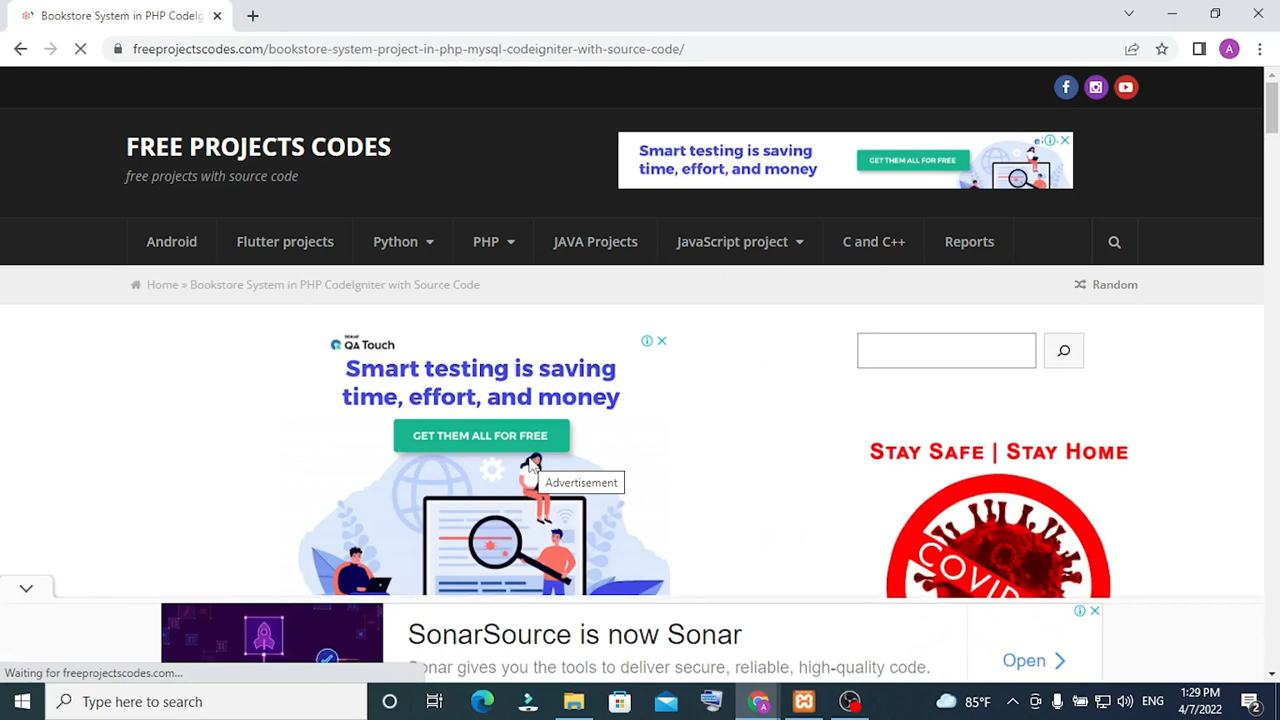 Bookstore System in PHP CodeIg
freeprojectscodes.com/bookstore-system-project-in-php-mysql-codeigniter-with-source-code/
A
FREE PROJECTS CODES
free projects with source code
Smart testing is saving
time, effort, and money
GET THEM ALL FOR FREE
Android
Flutter projects
Python
PHP
JAVA Projects
JavaScript project
C and C++
Reports
Home » Bookstore System in PHP CodeIgniter with Source Code
Random
QA Touch
Smart testing is saving
time, effort, and money
GET THEM ALL FOR FREE
Advertisement
STAY SAFE | STAY HOME
COVID
SonarSource is now Sonar
Sonar gives you the tools to deliver secure, reliable, high-quality code.
Open
Waiting for freeprojectscodes.com...
Type here to search
85°F
ENG
1:29 PM
4/7/2022
2